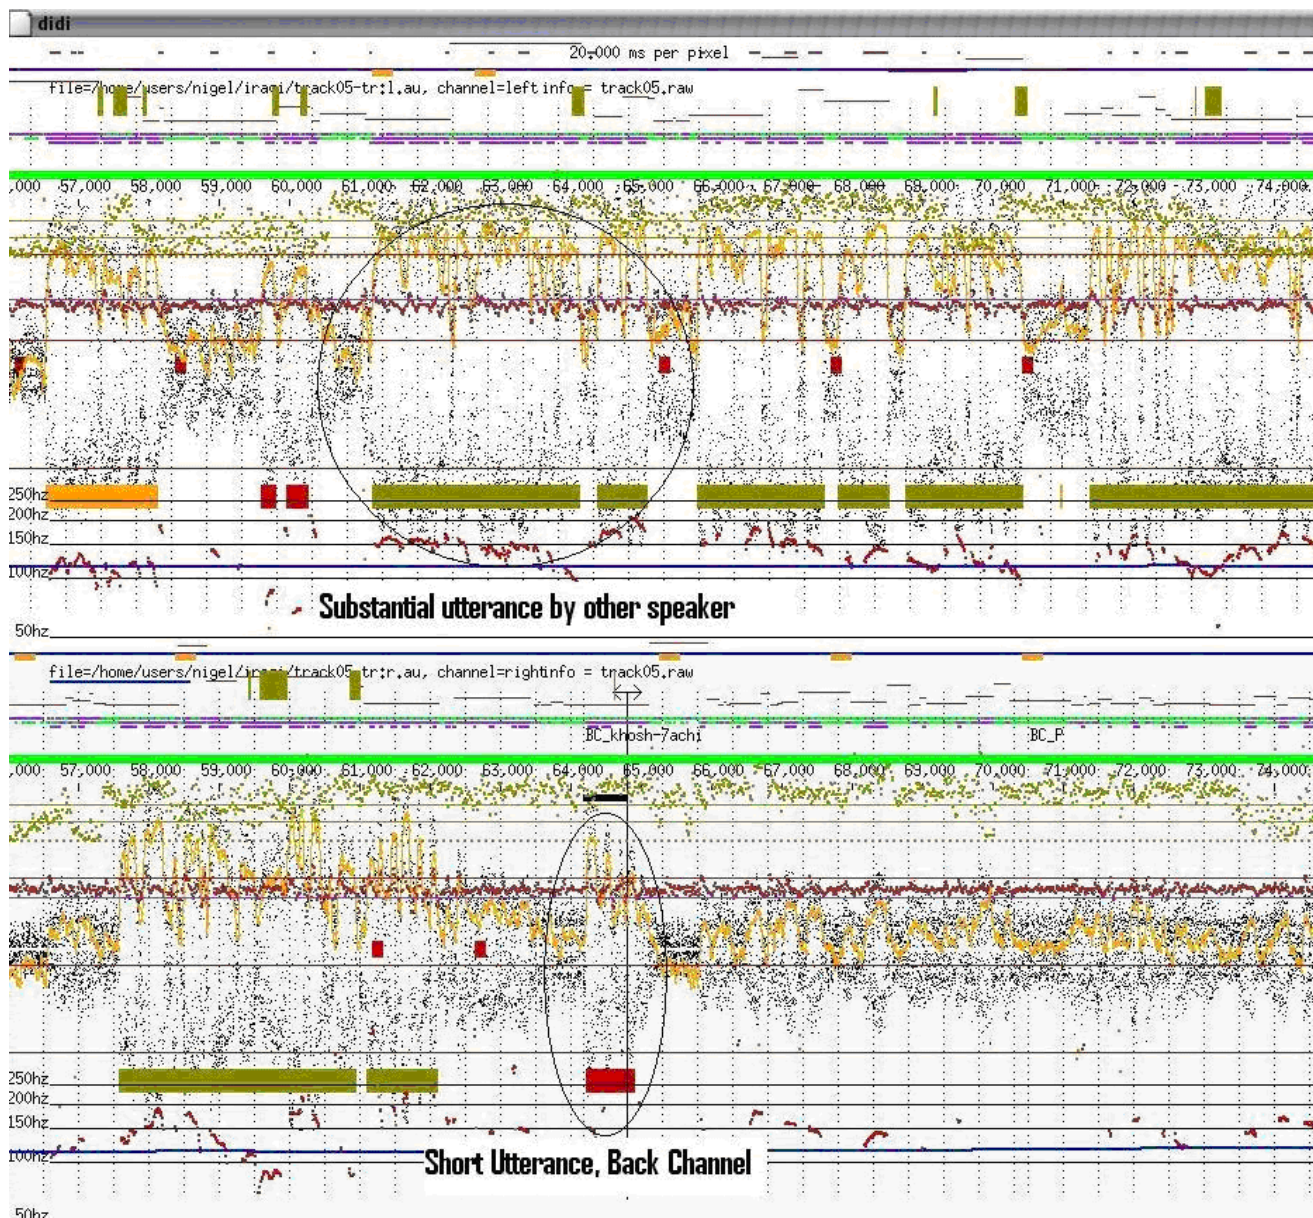 didi
20.000 ms per pixel
file=/home/users/nigel/iraqi/track05-tr:l.au, channel=left info = track05.raw
,000 57,000 58,000 59,000 60,000 61,000 62,000 63,000 64,000 65,000 66,000 67,000 68,000 69,000 70,000 71,000 72,000 73,000 74,000
250hz
200hz
150hz
100hz
Substantial utterance by other speaker
50hz
file=/home/users/nigel/iraqi/track05-tr:r.au, channel=rightinfo = track05.raw
BC_khosh-7achi BC_P
,000 57,000 58,000 59,000 60,000 61,000 62,000 63,000 64,000 65,000 66,000 67,000 68,000 69,000 70,000 71,000 72,000 73,000 74,000
250hz
200hz
150hz
100hz
Short Utterance, Back Channel
50hz